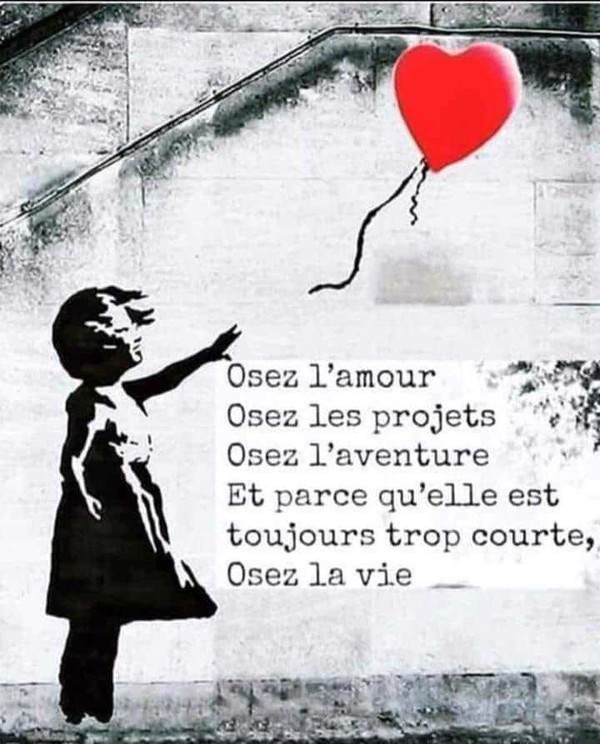 Osez l'amour
Osez les projets
Osez l'aventure
Et parce qu'elle est
toujours trop courte,
Osez la vie